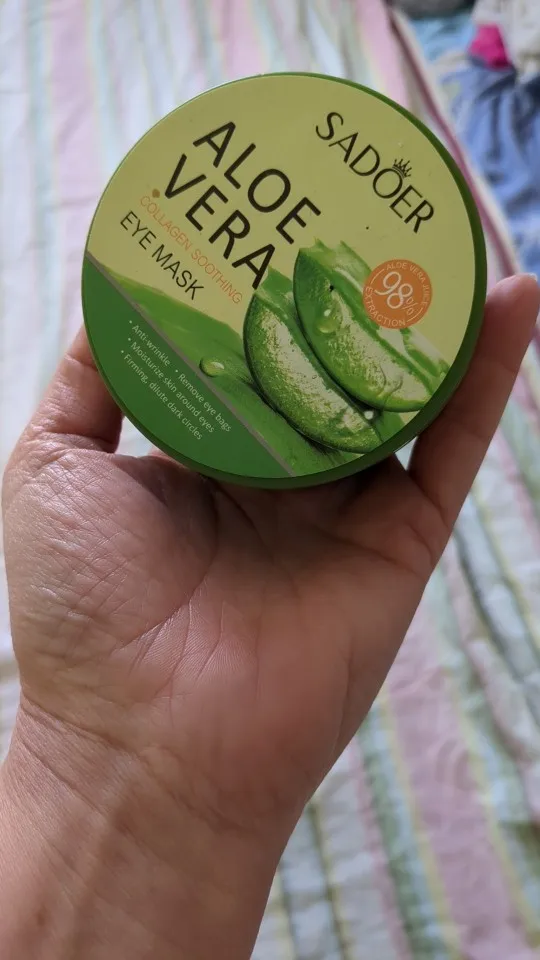 SADOER
ALOE
VERA
COLLAGEN SOOTHING
EYE MASK
ALOE VERA JUICE
98%
EXTRACTION
• Anti-wrinkle • Remove eye bags
• Moisturize skin around eyes
• Firming, dilute dark circles